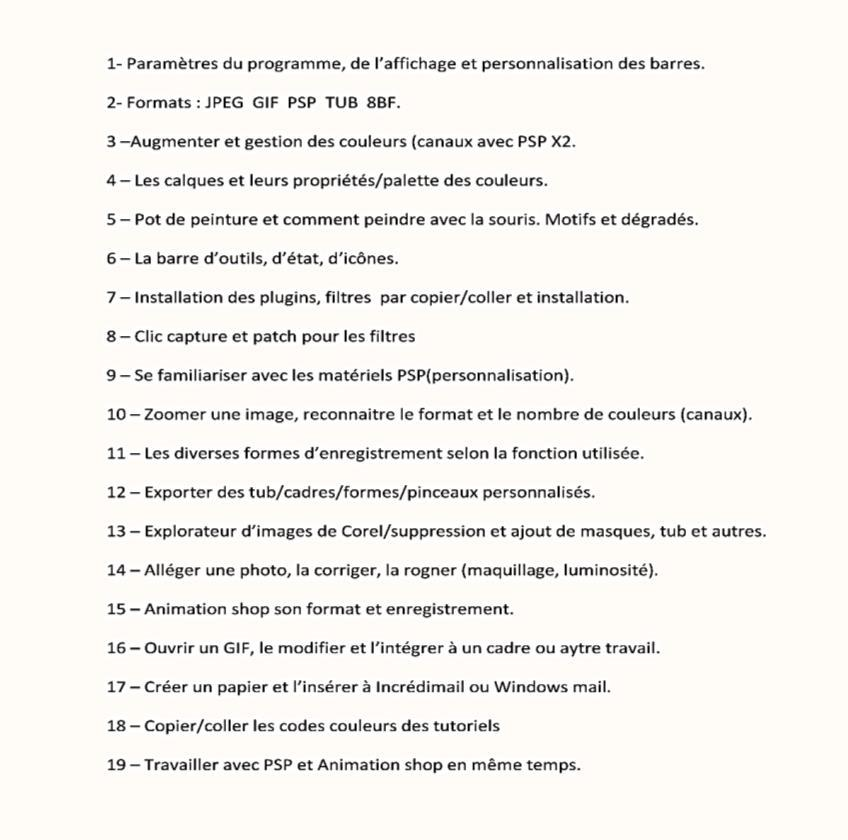 1- Paramètres du programme, de l'affichage et personnalisation des barres.
2- Formats : JPEG  GIF  PSP  TUB  8BF.
3 –Augmenter et gestion des couleurs (canaux avec PSP X2.
4 – Les calques et leurs propriétés/palette des couleurs.
5 – Pot de peinture et comment peindre avec la souris. Motifs et dégradés.
6 – La barre d'outils, d'état, d'icônes.
7 – Installation des plugins, filtres  par copier/coller et installation.
8 – Clic capture et patch pour les filtres
9 – Se familiariser avec les matériels PSP(personnalisation).
10 – Zoomer une image, reconnaitre le format et le nombre de couleurs (canaux).
11 – Les diverses formes d'enregistrement selon la fonction utilisée.
12 – Exporter des tub/cadres/formes/pinceaux personnalisés.
13 – Explorateur d'images de Corel/suppression et ajout de masques, tub et autres.
14 – Alléger une photo, la corriger, la rogner (maquillage, luminosité).
15 – Animation shop son format et enregistrement.
16 – Ouvrir un GIF, le modifier et l'intégrer à un cadre ou aytre travail.
17 – Créer un papier et l'insérer à Incrédimail ou Windows mail.
18 – Copier/coller les codes couleurs des tutoriels
19 – Travailler avec PSP et Animation shop en même temps.